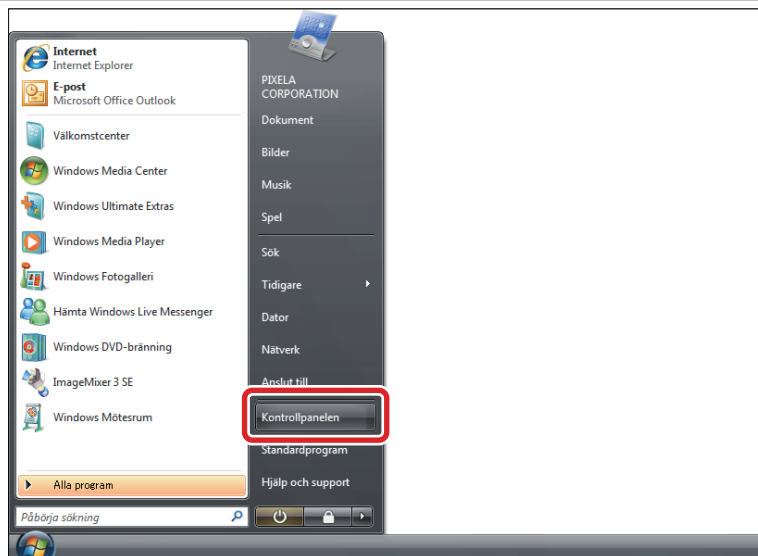 Internet
Internet Explorer
E-post
Microsoft Office Outlook
Välkomstcenter
Windows Media Center
Windows Ultimate Extras
Windows Media Player
Windows Fotogalleri
Hämta Windows Live Messenger
Windows DVD-bränning
ImageMixer 3 SE
Windows Mötesrum
Alla program
Påbörja sökning
PIXELA
CORPORATION
Dokument
Bilder
Musik
Spel
Sök
Tidigare
Dator
Nätverk
Anslut till
Kontrollpanelen
Standardprogram
Hjälp och support